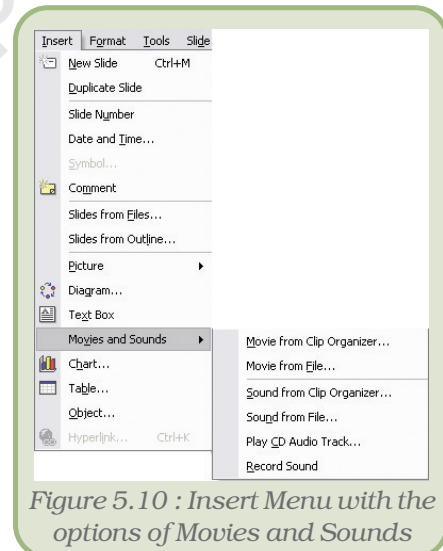 Insert Format Tools Slide
New Slide Ctrl+M
Duplicate Slide
Slide Number
Date and Time...
Symbol...
Comment
Slides from Files...
Slides from Outline...
Picture
Diagram...
Text Box
Movies and Sounds
Chart...
Table...
Object...
Hyperlink... Ctrl+K
Movie from Clip Organizer...
Movie from File...
Sound from Clip Organizer...
Sound from File...
Play CD Audio Track...
Record Sound
Figure 5.10 : Insert Menu with the
options of Movies and Sounds